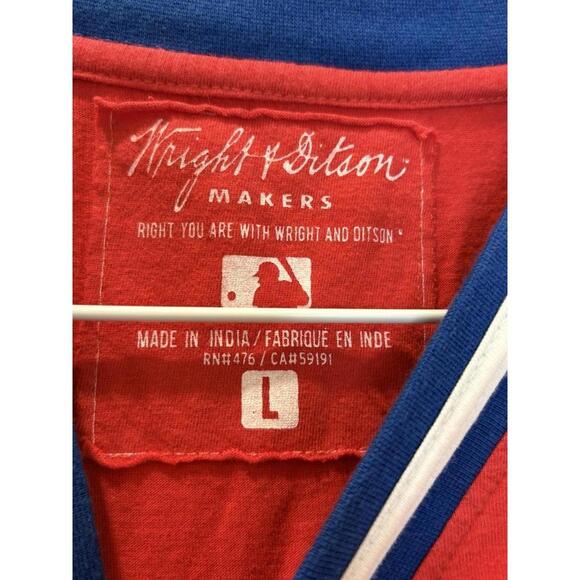 Wright & Ditson
MAKERS
RIGHT YOU ARE WITH WRIGHT AND DITSON
MADE IN INDIA / FABRIQUÉ EN INDE
RN#476 / CA#59191
L